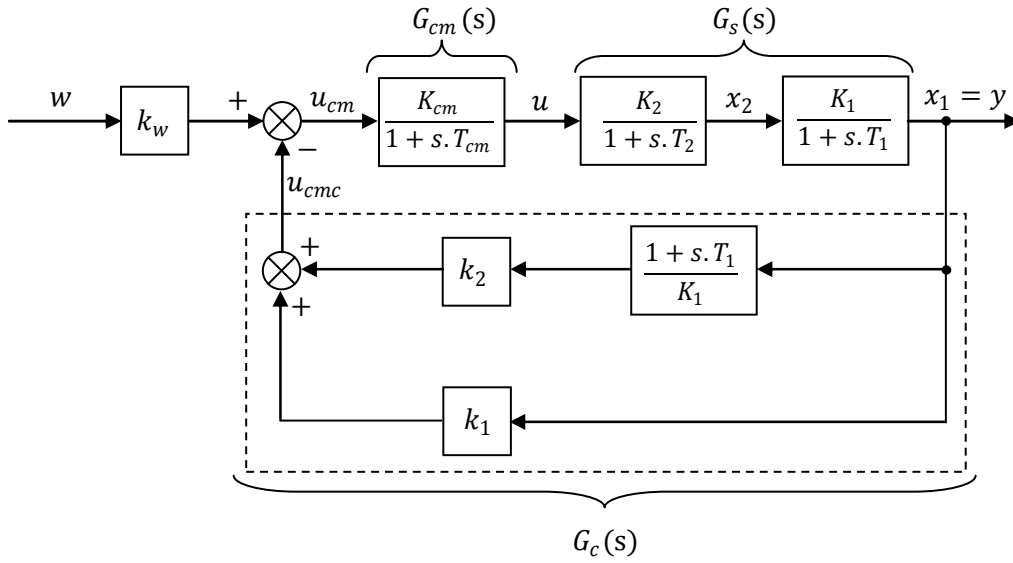 G_cm(s) G_s(s)
w k_w + − u_cm K_cm / 1 + s.T_cm u K_2 / 1 + s.T_2 x_2 K_1 / 1 + s.T_1 x_1 = y
u_cmc
+ k_2 1 + s.T_1 / K_1
+
k_1
G_c(s)